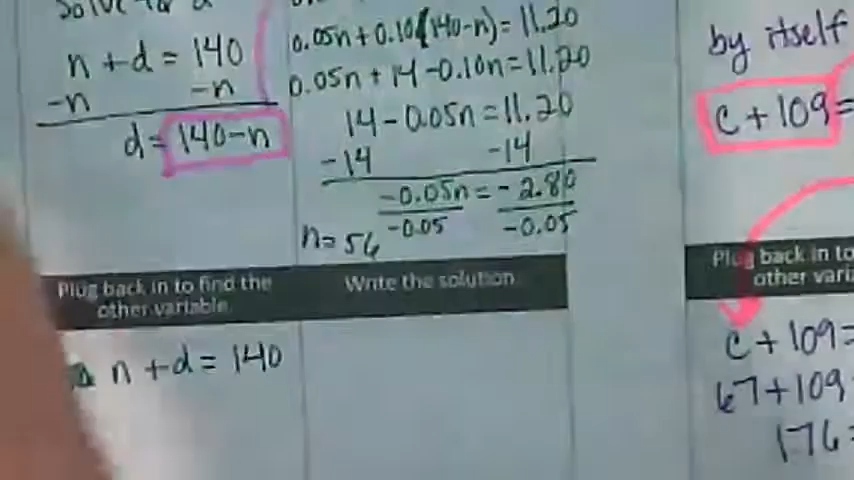 Solve for d
n + d = 140
-n -n
d = 140-n
0.05n + 0.10(140-n) = 11.20
0.05n + 14 - 0.10n = 11.20
14 - 0.05n = 11.20
-14 -14
-0.05n = -2.80
-0.05 -0.05
n = 56
Plug back in to find the
other variable
n + d = 140
Write the solution
by itself
c + 109 =
Plug back in to
other vari
c + 109 =
67 + 109
176 =